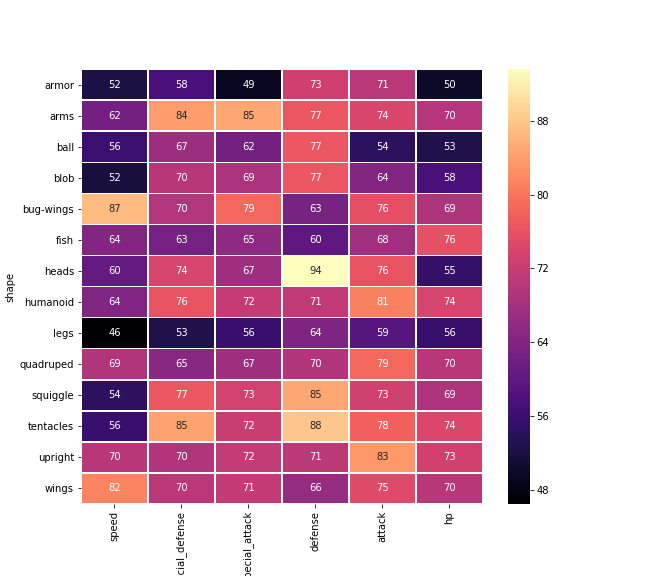 armor 52 58 49 73 71 50
arms 62 84 85 77 74 70
88
ball 56 67 62 77 54 53
blob 52 70 69 77 64 58
80
bug-wings 87 70 79 63 76 69
fish 64 63 65 60 68 76
72
heads 60 74 67 94 76 55
shape
humanoid 64 76 72 71 81 74
legs 46 53 56 64 59 56
64
quadruped 69 65 67 70 79 70
squiggle 54 77 73 85 73 69
56
tentacles 56 85 72 88 78 74
upright 70 70 72 71 83 73
wings 82 70 71 66 75 70
48
speed
cial_defense
pecial_attack
defense
attack
hp